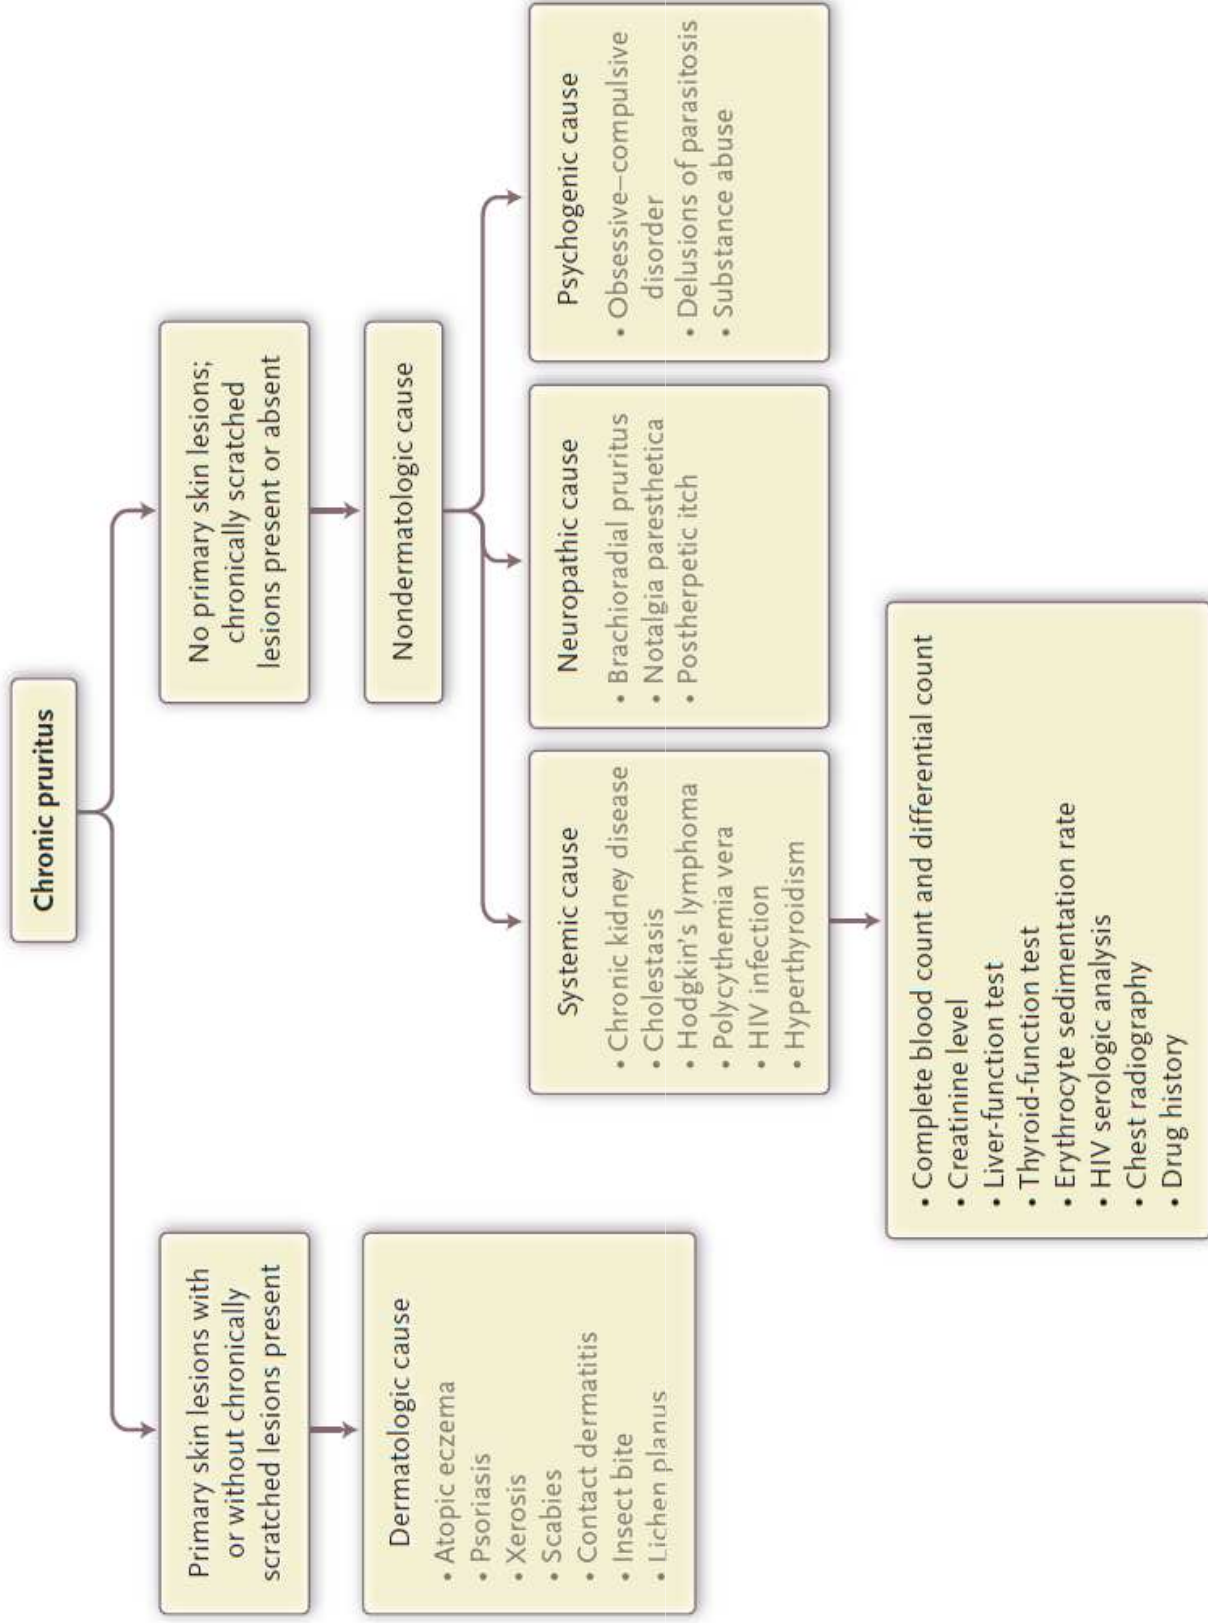 Chronic pruritus
Primary skin lesions with
or without chronically
scratched lesions present
No primary skin lesions;
chronically scratched
lesions present or absent
Dermatologic cause
• Atopic eczema
• Psoriasis
• Xerosis
• Scabies
• Contact dermatitis
• Insect bite
• Lichen planus
Nondermatologic cause
Systemic cause
• Chronic kidney disease
• Cholestasis
• Hodgkin's lymphoma
• Polycythemia vera
• HIV infection
• Hyperthyroidism
Neuropathic cause
• Brachioradial pruritus
• Notalgia paresthetica
• Postherpetic itch
Psychogenic cause
• Obsessive–compulsive
disorder
• Delusions of parasitosis
• Substance abuse
• Complete blood count and differential count
Creatinine level
• Liver-function test
Thyroid-function test
• Erythrocyte sedimentation rate
• HIV serologic analysis
• Chest radiography
• Drug history